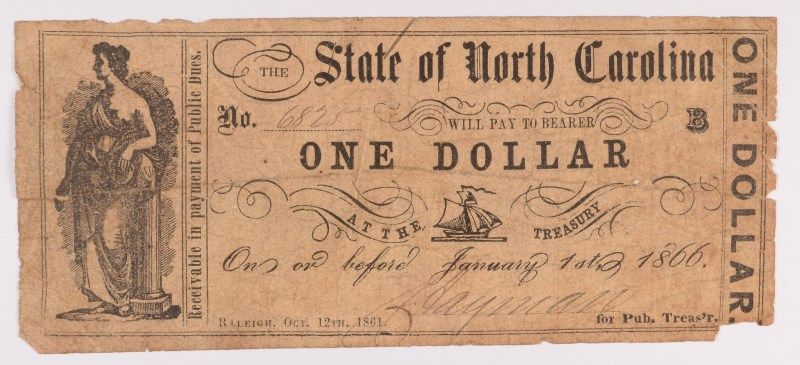 Receivable in payment of Public Dues.
THE State of North Carolina
No. 6825
WILL PAY TO BEARER
B
ONE DOLLAR
AT THE TREASURY
On or before January 1st, 1866.
RALEIGH, OCT. 12TH, 1861.
for Pub. Treas'r.
ONE DOLLAR.